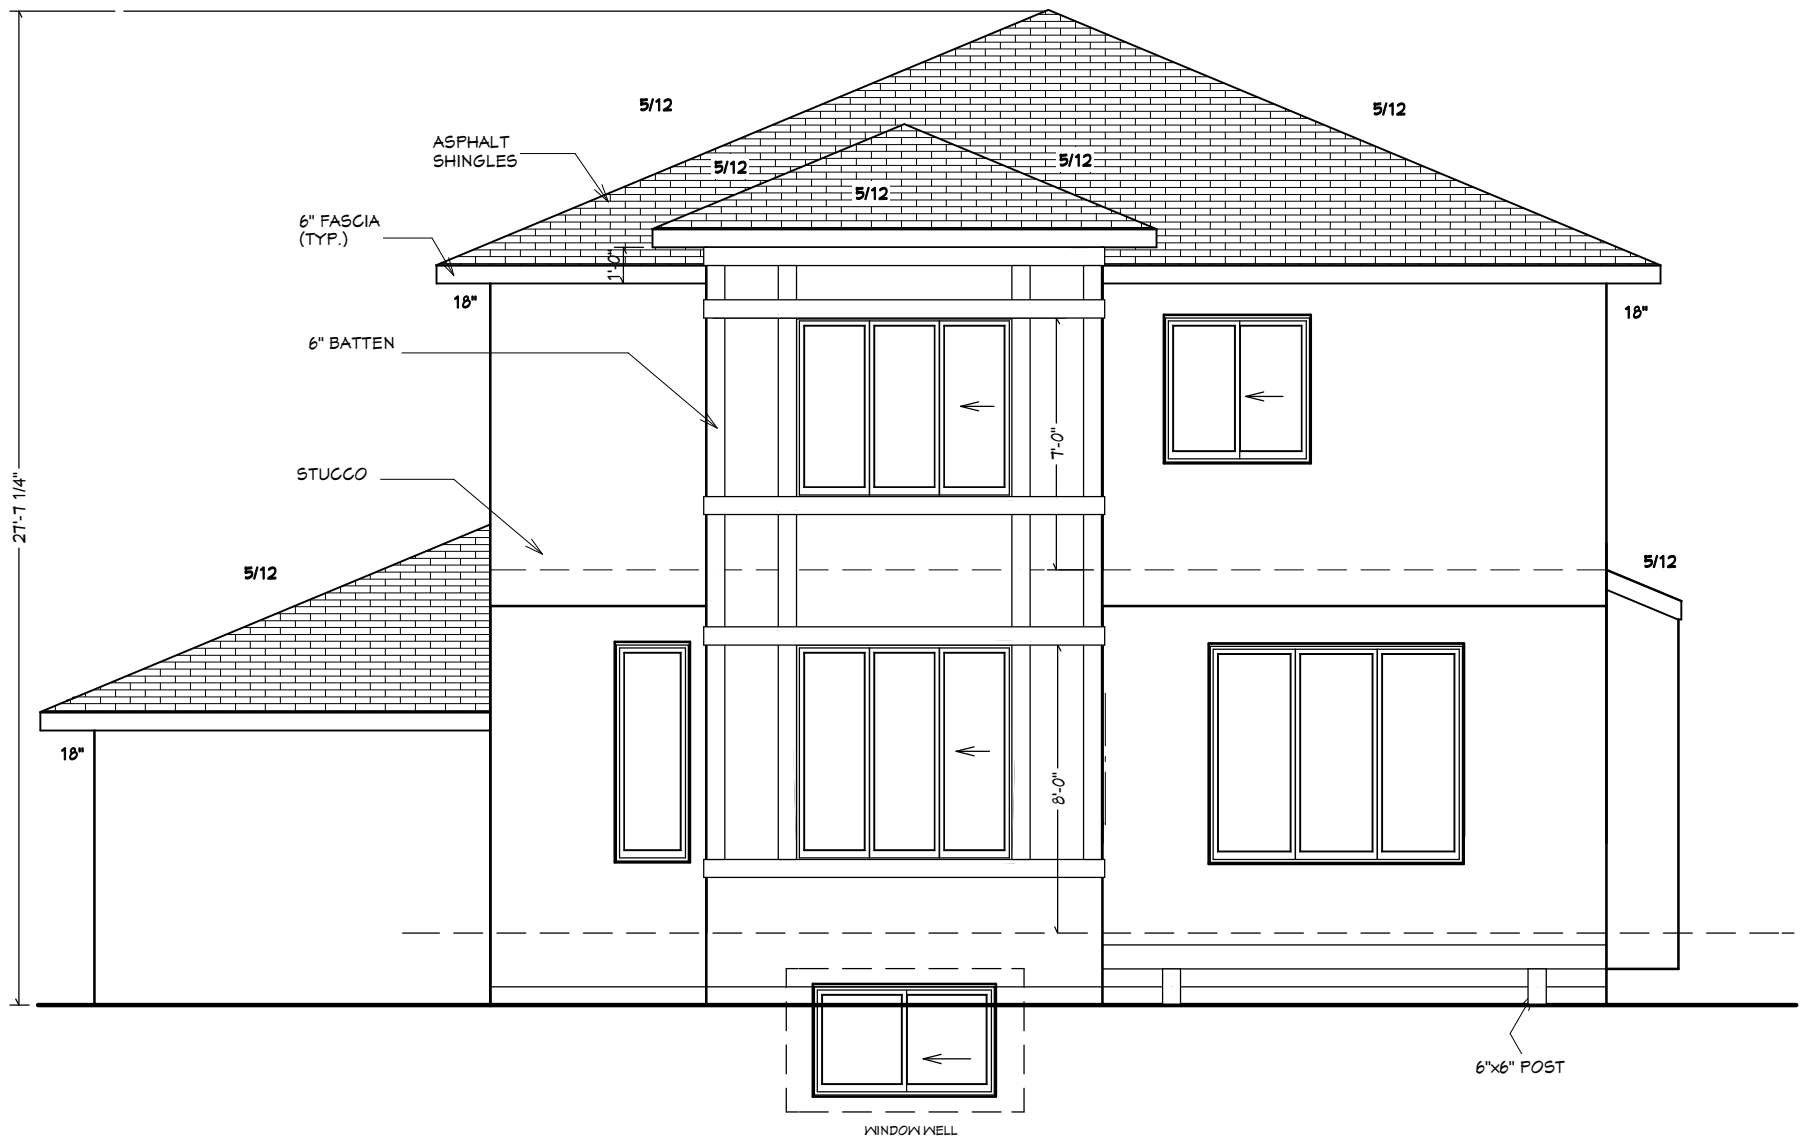 5/12
5/12
ASPHALT
SHINGLES
5/12
5/12
5/12
6" FASCIA
(TYP.)
1'-0"
18"
18"
6" BATTEN
7'-0"
STUCCO
27'-7 1/4"
5/12
5/12
18"
8'-0"
6"x6" POST
WINDOW WELL